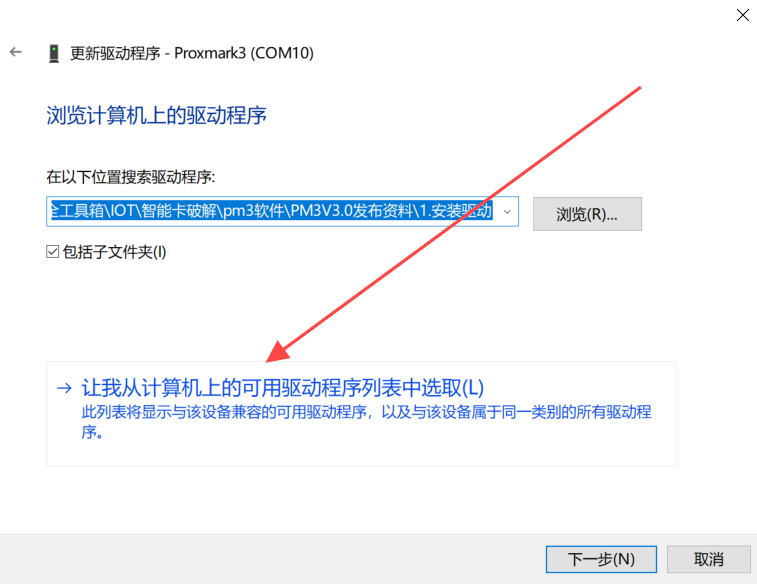 更新驱动程序 - Proxmark3 (COM10)
浏览计算机上的驱动程序
在以下位置搜索驱动程序:
工具箱\IOT\智能卡破解\pm3软件\PM3V3.0发布资料\1.安装驱动
浏览(R)...
包括子文件夹(I)
让我从计算机上的可用驱动程序列表中选取(L)
此列表将显示与该设备兼容的可用驱动程序，以及与该设备属于同一类别的所有驱动程
序。
下一步(N)
取消